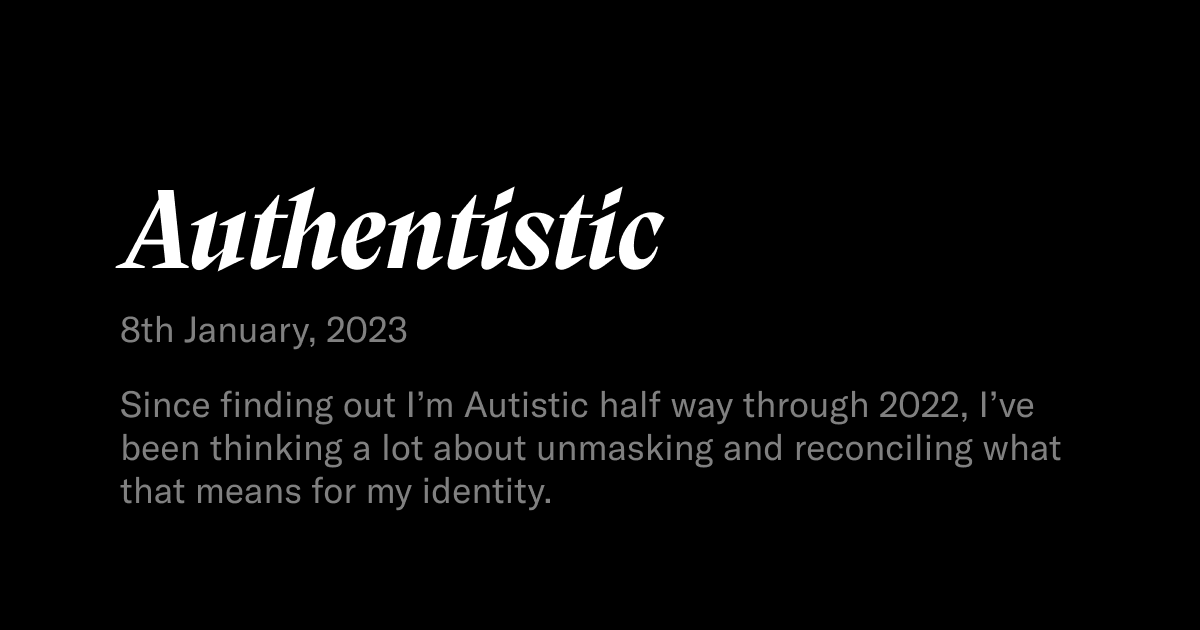 Authentistic
8th January, 2023
Since finding out I’m Autistic half way through 2022, I’ve
been thinking a lot about unmasking and reconciling what
that means for my identity.